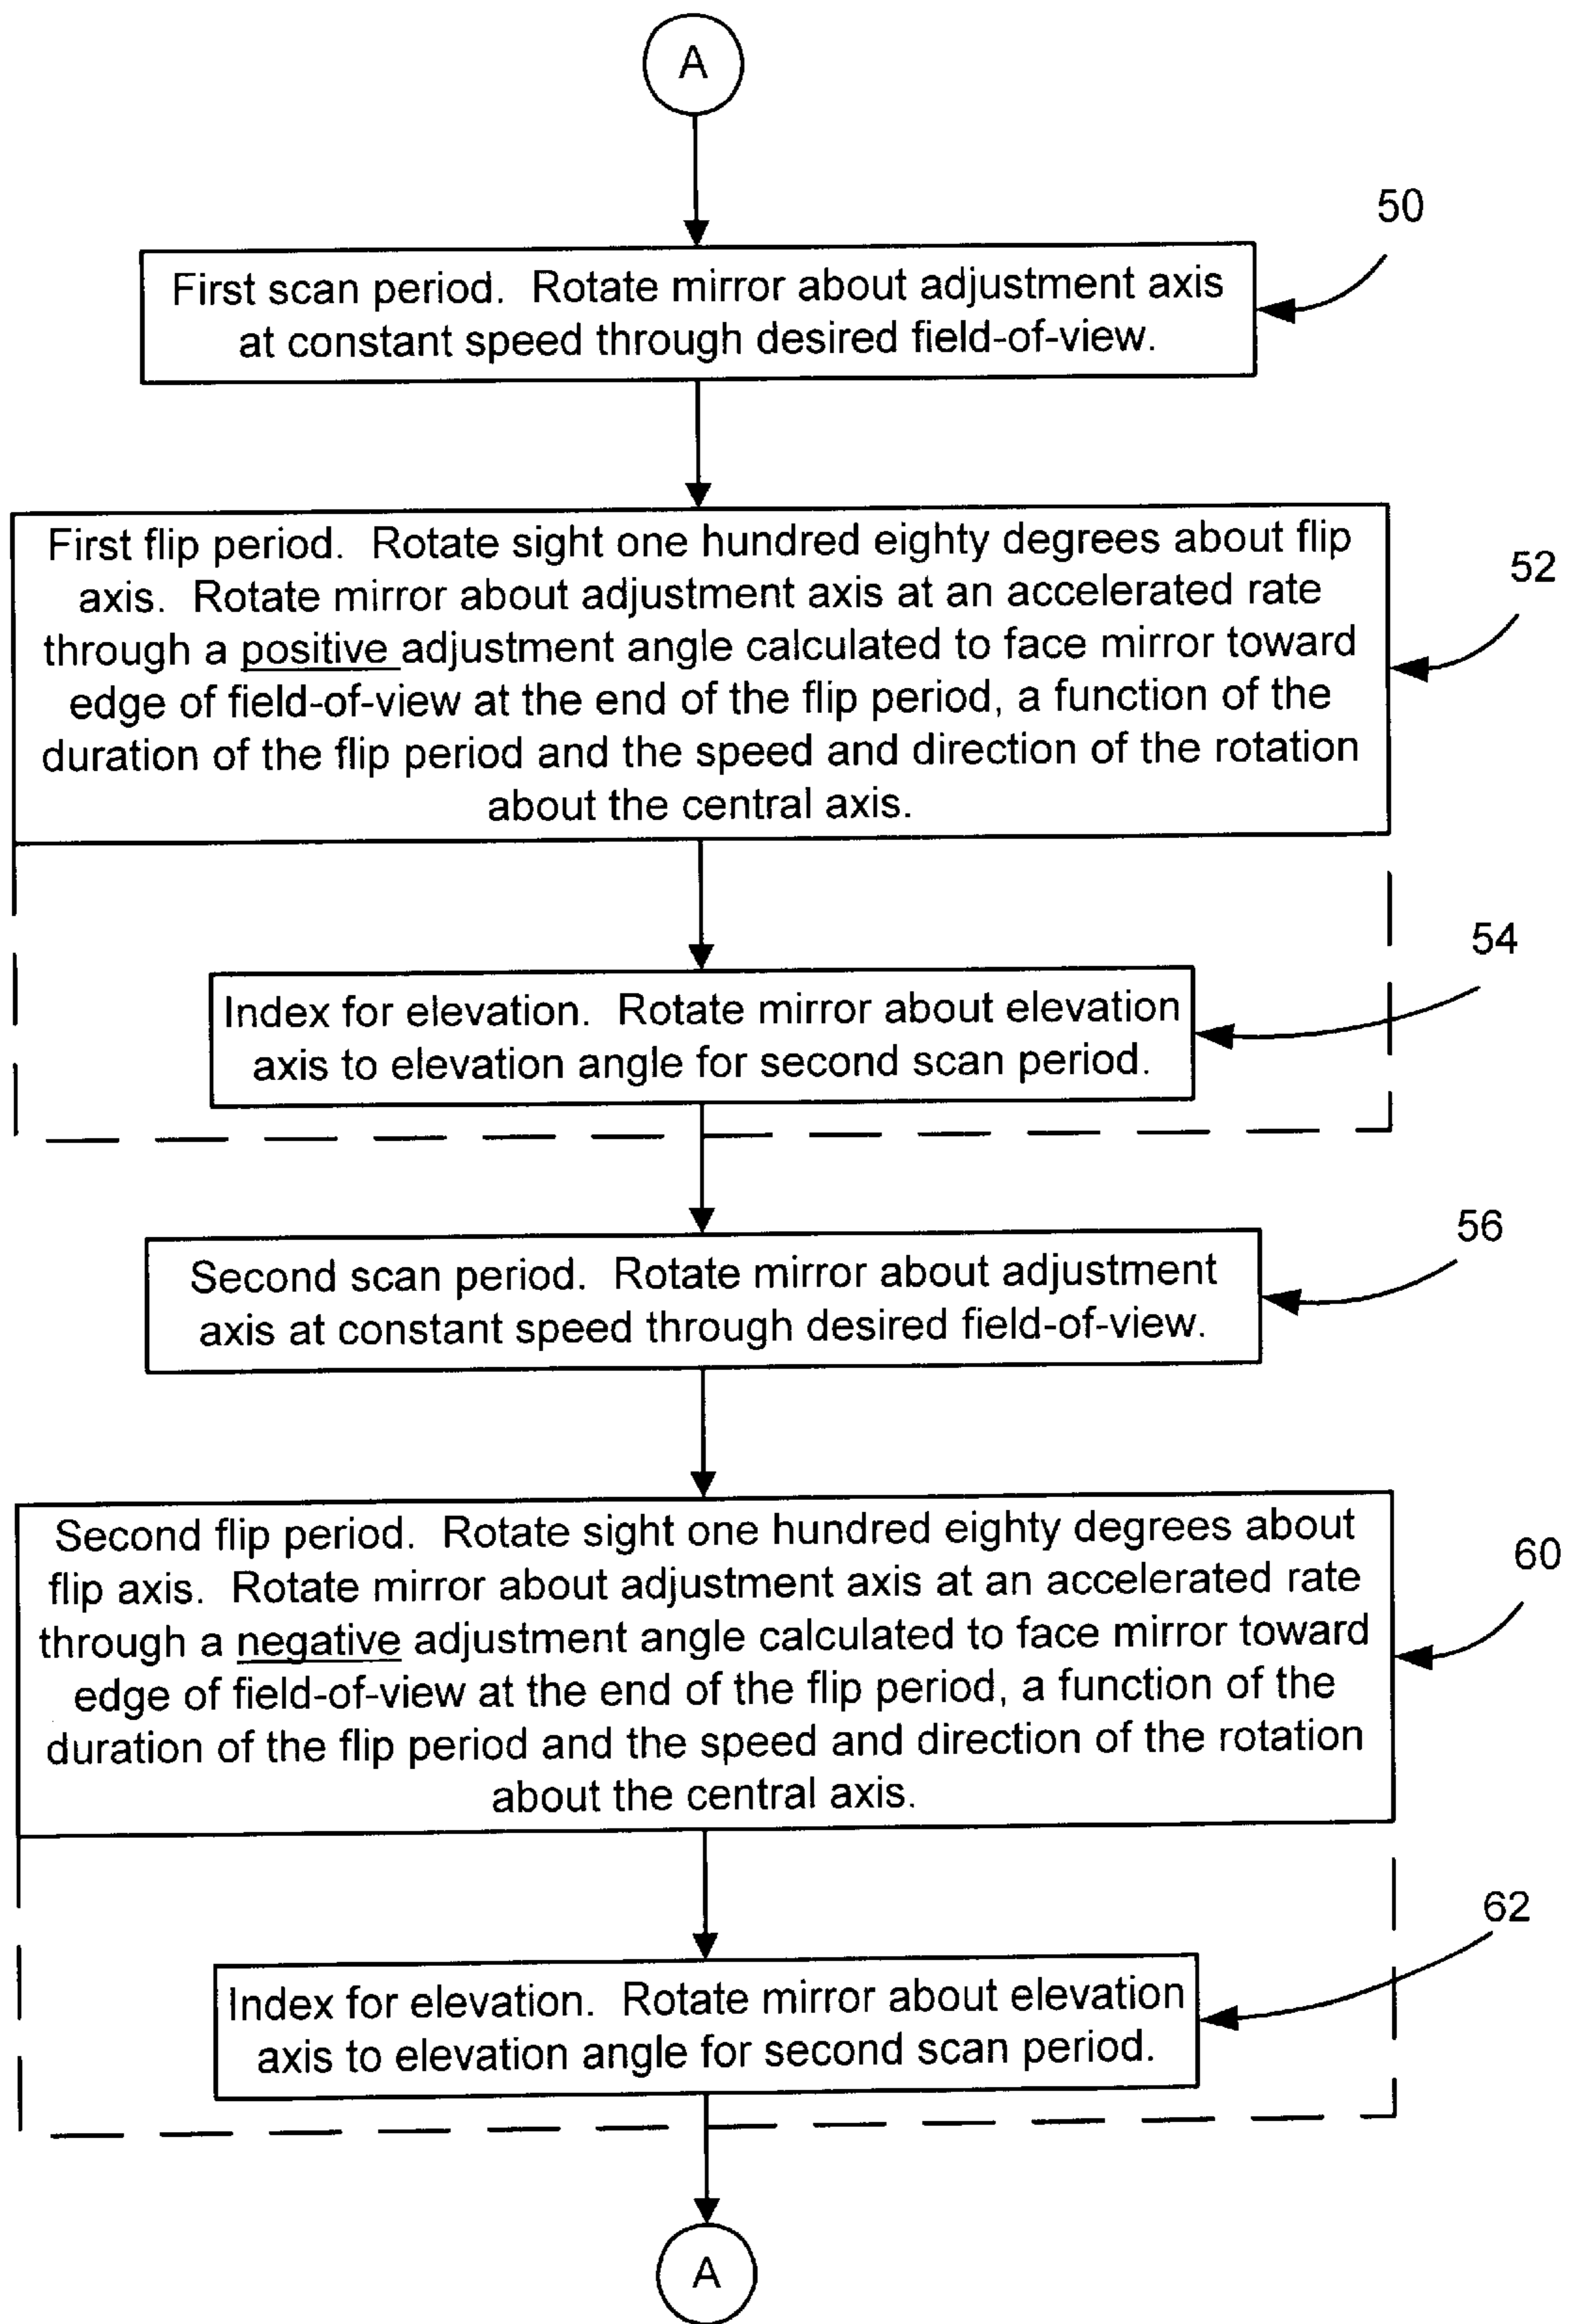 A
50
First scan period. Rotate mirror about adjustment axis
at constant speed through desired field-of-view.
52
First flip period. Rotate sight one hundred eighty degrees about flip
axis. Rotate mirror about adjustment axis at an accelerated rate
through a positive adjustment angle calculated to face mirror toward
edge of field-of-view at the end of the flip period, a function of the
duration of the flip period and the speed and direction of the rotation
about the central axis.
54
Index for elevation. Rotate mirror about elevation
axis to elevation angle for second scan period.
56
Second scan period. Rotate mirror about adjustment
axis at constant speed through desired field-of-view.
60
Second flip period. Rotate sight one hundred eighty degrees about
flip axis. Rotate mirror about adjustment axis at an accelerated rate
through a negative adjustment angle calculated to face mirror toward
edge of field-of-view at the end of the flip period, a function of the
duration of the flip period and the speed and direction of the rotation
about the central axis.
62
Index for elevation. Rotate mirror about elevation
axis to elevation angle for second scan period.
A